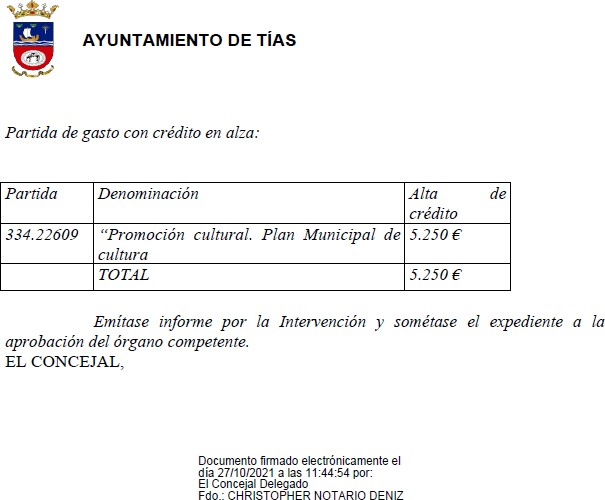 AYUNTAMIENTO DE TÍAS
Partida de gasto con crédito en alza:
Partida Denominación Alta de
crédito
334.22609 “Promoción cultural. Plan Municipal de 5.250 €
cultura
TOTAL 5.250 €
Emítase informe por la Intervención y sométase el expediente a la
aprobación del órgano competente.
EL CONCEJAL,
Documento firmado electrónicamente el
día 27/10/2021 a las 11:44:54 por:
El Concejal Delegado
Fdo.: CHRISTOPHER NOTARIO DENIZ